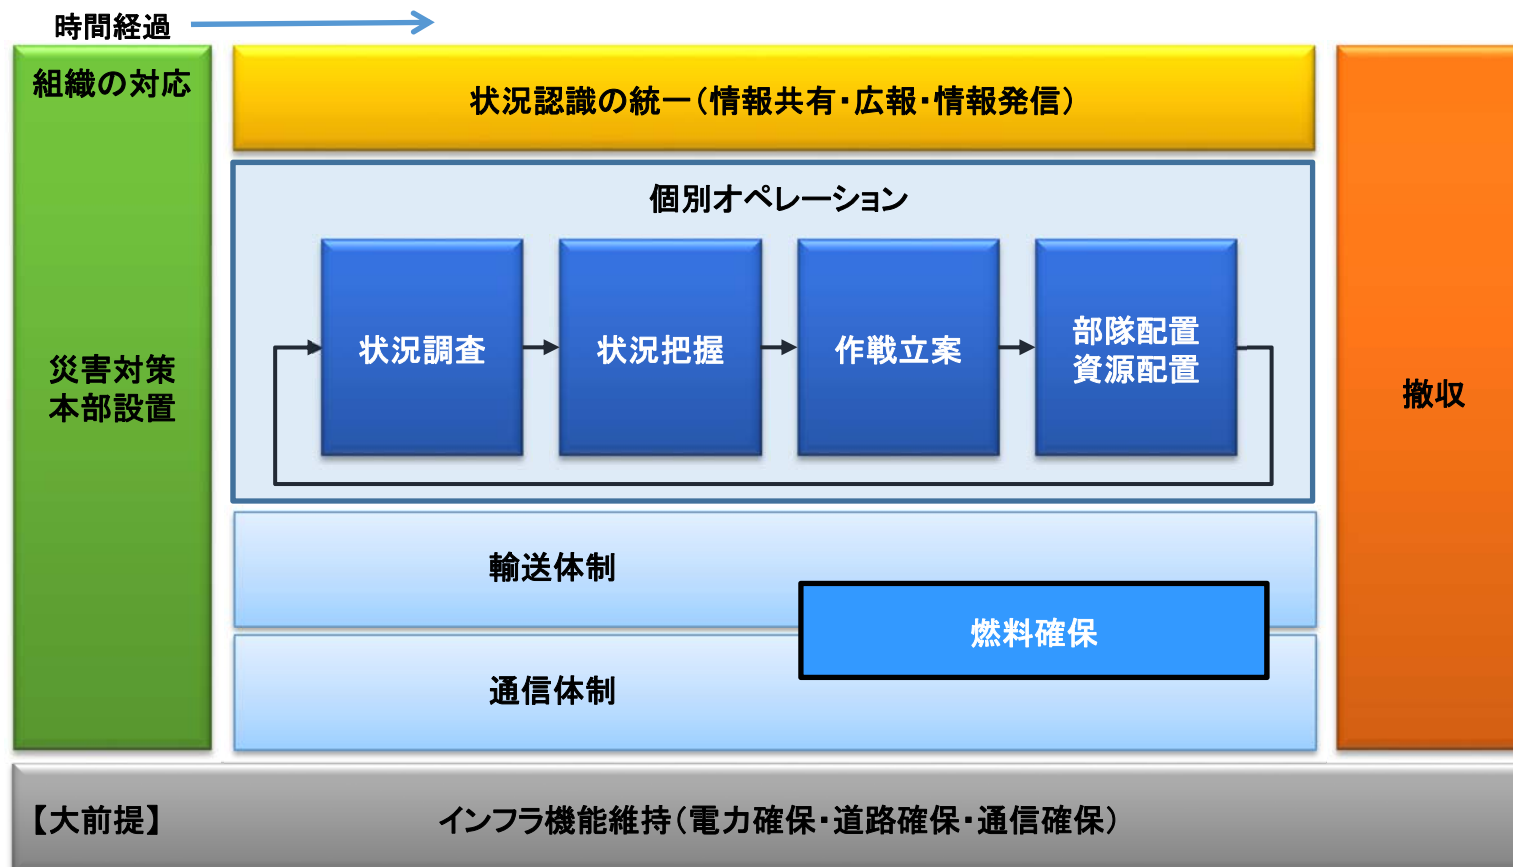 時間経過
組織の対応
災害対策
本部設置
状況認識の統一(情報共有・広報・情報発信)
個別オペレーション
状況調査
状況把握
作戦立案
部隊配置
資源配置
輸送体制
燃料確保
通信体制
撤収
【大前提】 インフラ機能維持(電力確保・道路確保・通信確保)